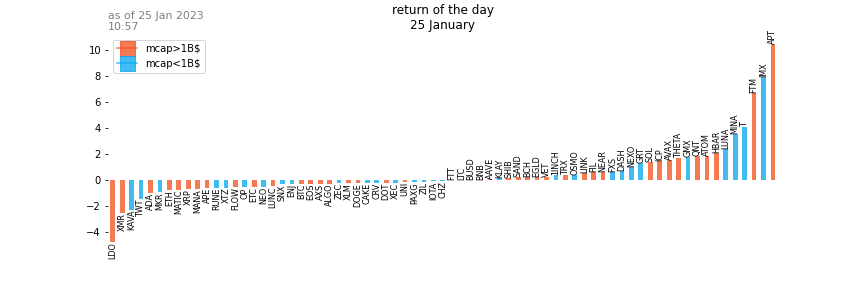 as of 25 Jan 2023
10:57
return of the day
25 January
mcap>1B$
mcap<1B$
10
8
6
4
2
0
−2
−4
LDO
XMR
KAVA
TWT
ADA
MKR
ETH
MATIC
XRP
MANA
APE
RUNE
XTZ
FLOW
OP
ETC
NEO
LUNC
SNX
ENJ
BTC
EOS
AXS
ALGO
ZEC
XLM
DOGE
CAKE
CRV
DOT
XEC
UNI
PAXG
ZIL
IOTA
CHZ
FTT
LTC
BUSD
BNB
AAVE
KLAY
SHIB
SAND
BCH
EGLD
VET
1INCH
TRX
OSMO
LINK
FIL
NEAR
FXS
DASH
NEXO
GRT
SOL
ICP
AVAX
THETA
GMX
QNT
ATOM
HBAR
LUNA
MINA
T
FTM
IMX
APT